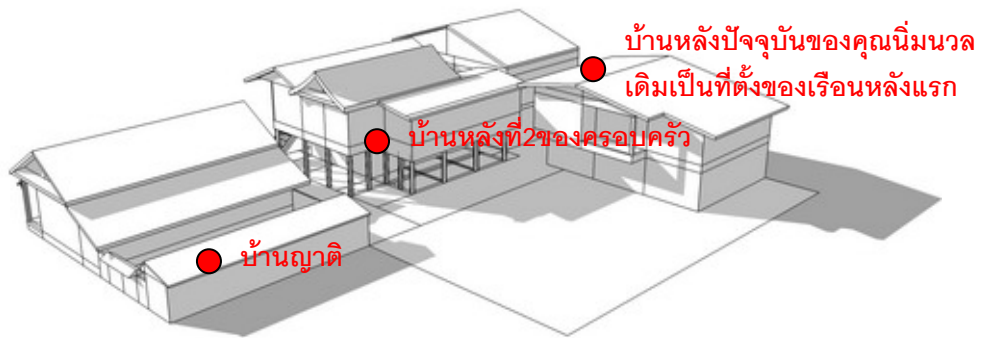 บ้านหลังปัจจุบันของคุณนิ่มนวล
เดิมเป็นที่ตั้งของเรือนหลังแรก
บ้านหลังที่2ของครอบครัว
บ้านญาติ